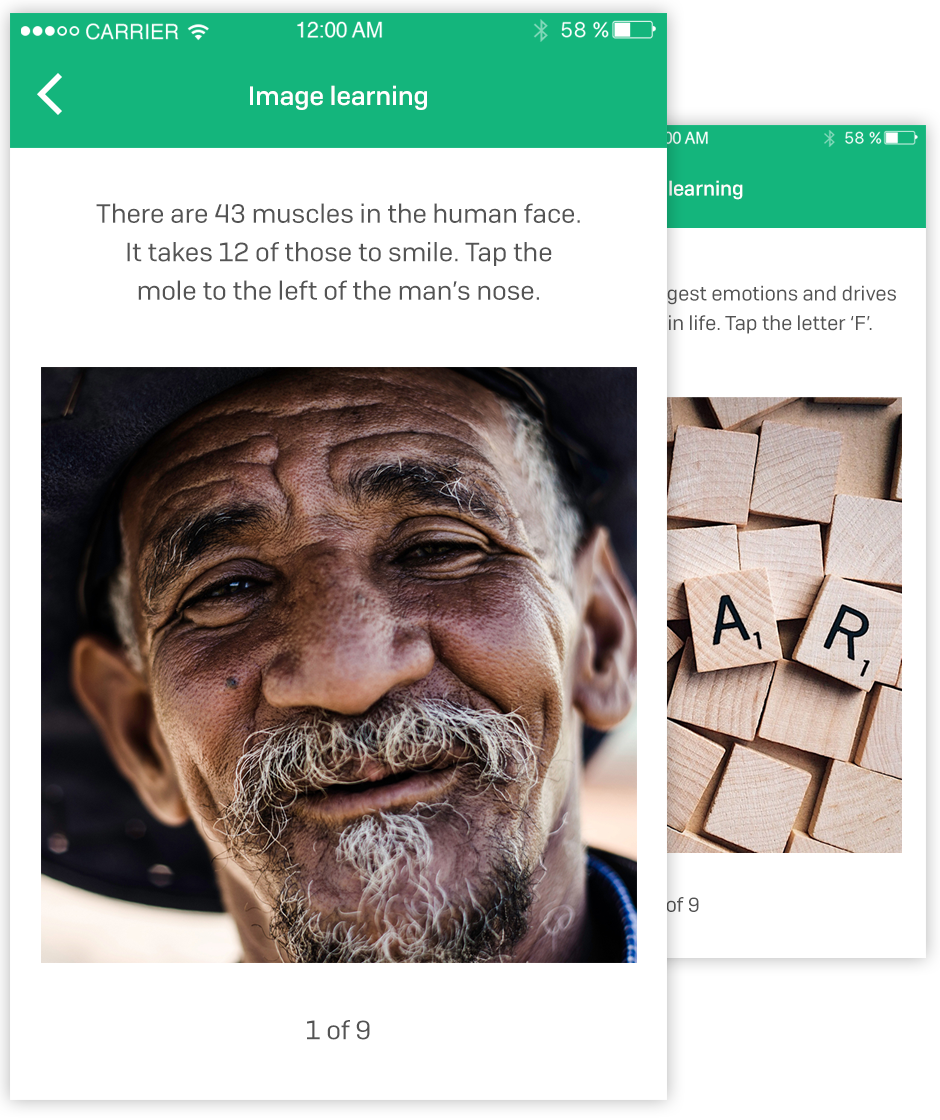 CARRIER 12:00 AM 58 %
Image learning
There are 43 muscles in the human face.
It takes 12 of those to smile. Tap the
mole to the left of the man’s nose.
1 of 9
00 AM 58 %
learning
gest emotions and drives
in life. Tap the letter ‘F’.
A1 R1
of 9